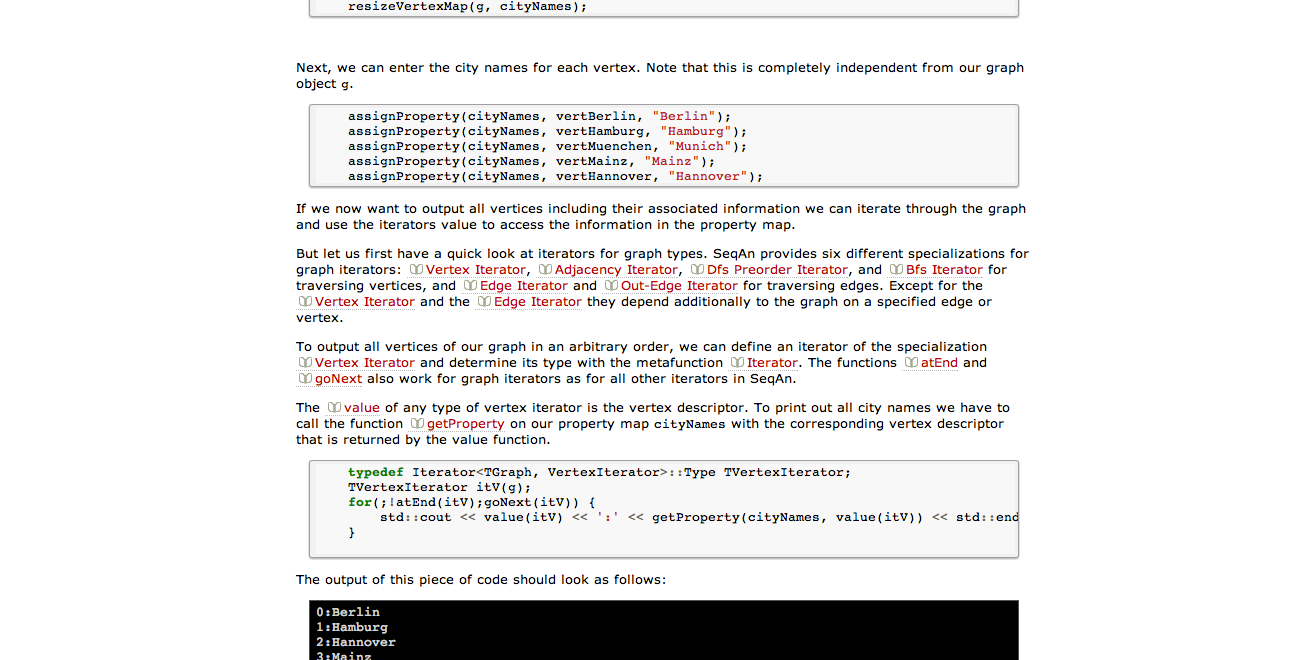 resizeVertexMap(g, cityNames);
Next, we can enter the city names for each vertex. Note that this is completely independent from our graph
object g.
assignProperty(cityNames, vertBerlin, "Berlin");
assignProperty(cityNames, vertHamburg, "Hamburg");
assignProperty(cityNames, vertMuenchen, "Munich");
assignProperty(cityNames, vertMainz, "Mainz");
assignProperty(cityNames, vertHannover, "Hannover");
If we now want to output all vertices including their associated information we can iterate through the graph
and use the iterators value to access the information in the property map.
But let us first have a quick look at iterators for graph types. SeqAn provides six different specializations for
graph iterators: Vertex Iterator, Adjacency Iterator, Dfs Preorder Iterator, and Bfs Iterator for
traversing vertices, and Edge Iterator and Out-Edge Iterator for traversing edges. Except for the
Vertex Iterator and the Edge Iterator they depend additionally to the graph on a specified edge or
vertex.
To output all vertices of our graph in an arbitrary order, we can define an iterator of the specialization
Vertex Iterator and determine its type with the metafunction Iterator. The functions atEnd and
goNext also work for graph iterators as for all other iterators in SeqAn.
The value of any type of vertex iterator is the vertex descriptor. To print out all city names we have to
call the function getProperty on our property map cityNames with the corresponding vertex descriptor
that is returned by the value function.
typedef Iterator<TGraph, VertexIterator>::Type TVertexIterator;
TVertexIterator itV(g);
for(;!atEnd(itV);goNext(itV)) {
std::cout << value(itV) << ':' << getProperty(cityNames, value(itV)) << std::end
}
The output of this piece of code should look as follows:
0:Berlin
1:Hamburg
2:Hannover
3:Mainz